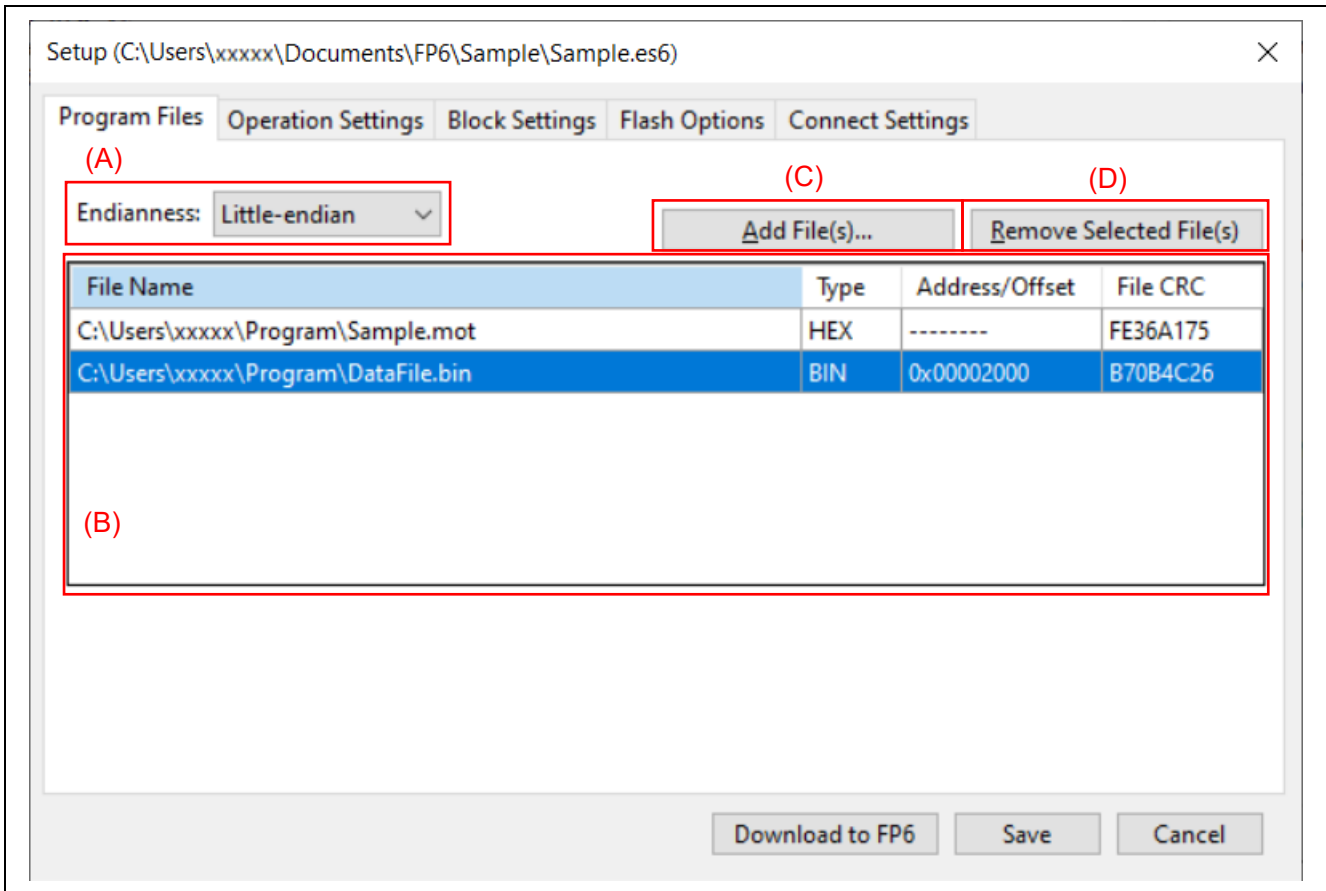 Setup (C:\Users\xxxxx\Documents\FP6\Sample\Sample.es6)
Program Files Operation Settings Block Settings Flash Options Connect Settings
(A)
(C) (D)
Endianness: Little-endian Add File(s)... Remove Selected File(s)
File Name Type Address/Offset File CRC
C:\Users\xxxxx\Program\Sample.mot HEX -------- FE36A175
C:\Users\xxxxx\Program\DataFile.bin BIN 0x00002000 B70B4C26
(B)
Download to FP6 Save Cancel